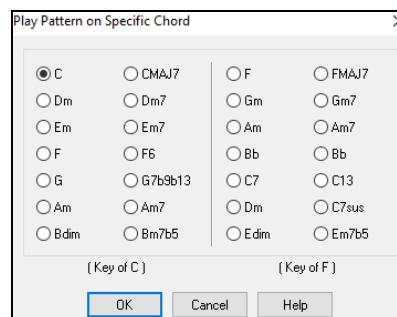 Play Pattern on Specific Chord
C CMAJ7 F FMAJ7
Dm Dm7 Gm Gm7
Em Em7 Am Am7
F F6 Bb Bb
G G7b9b13 C7 C13
Am Am7 Dm C7sus
Bdim Bm7b5 Edim Em7b5
( Key of C ) ( Key of F )
OK Cancel Help